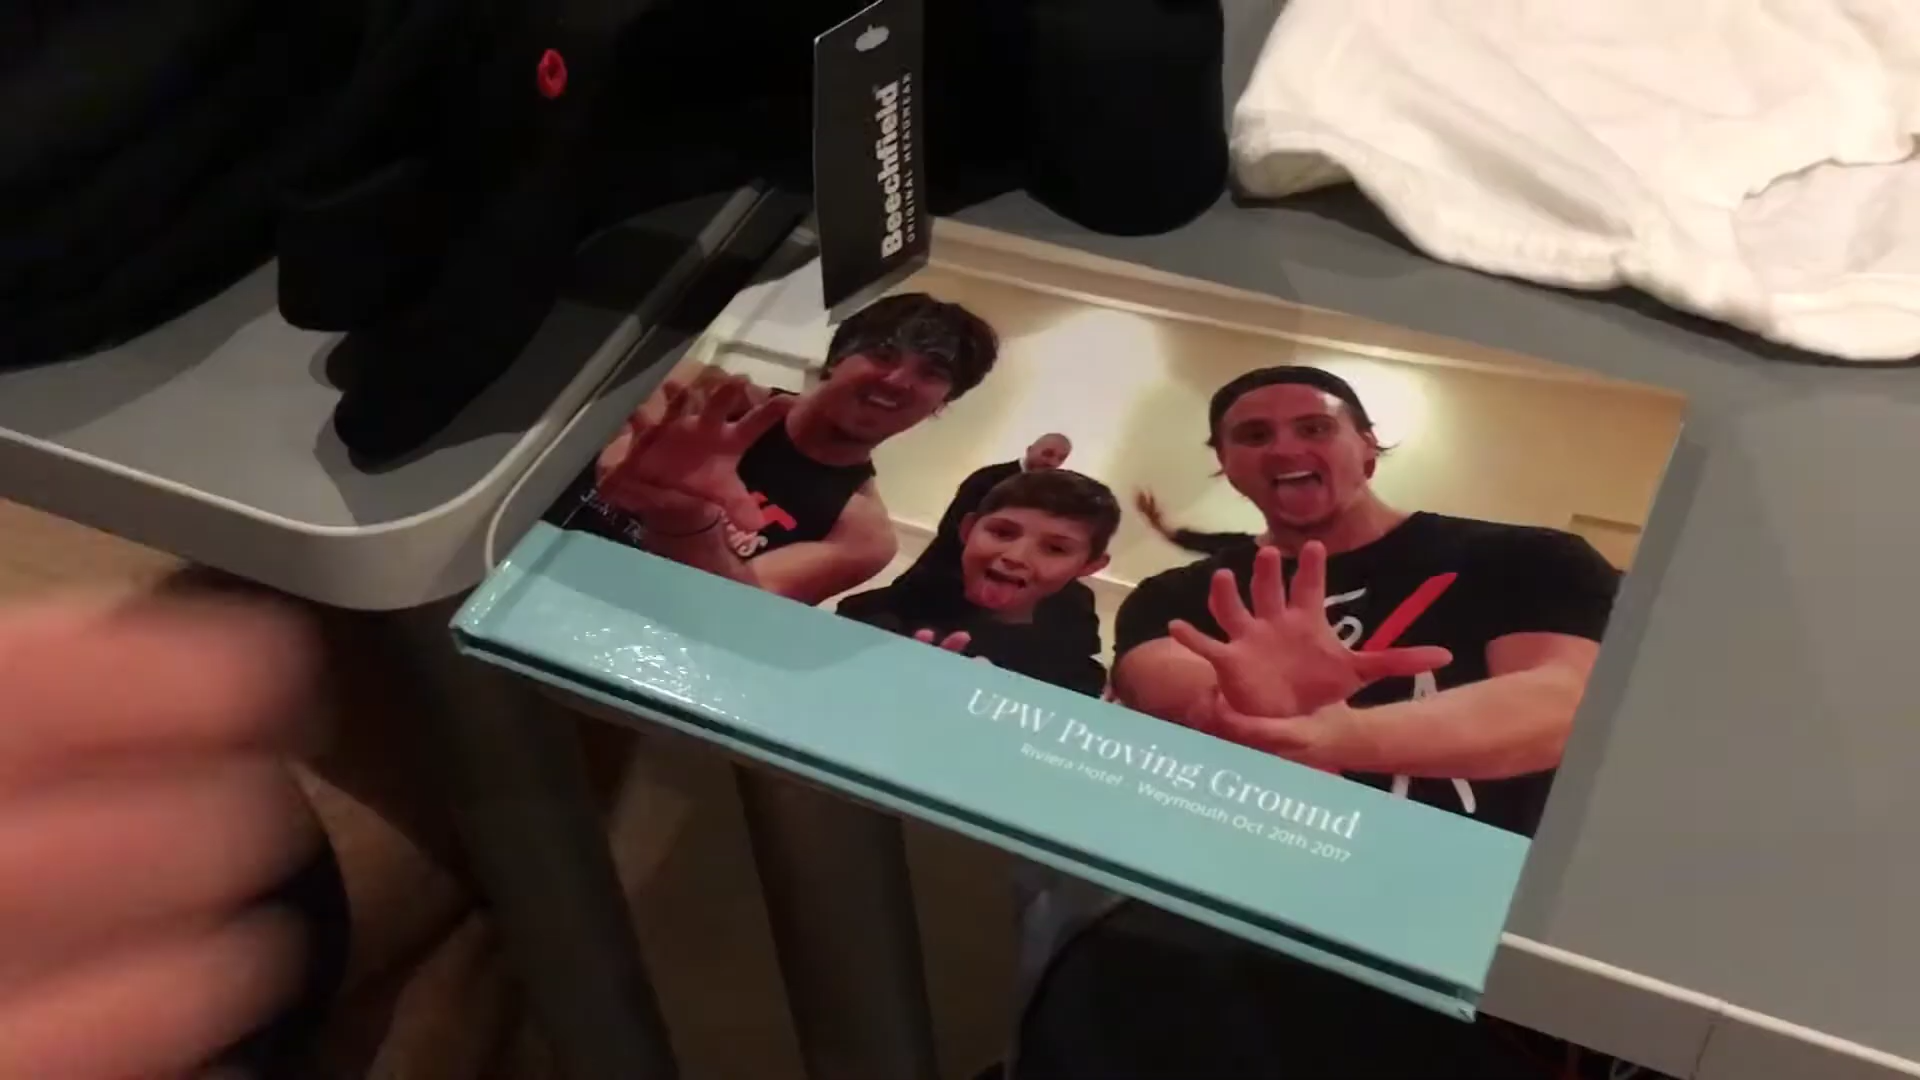 Beechfield
ORIGINAL HEADWEAR
UPW Proving Ground
Riviera Hotel - Weymouth Oct 20th 2017